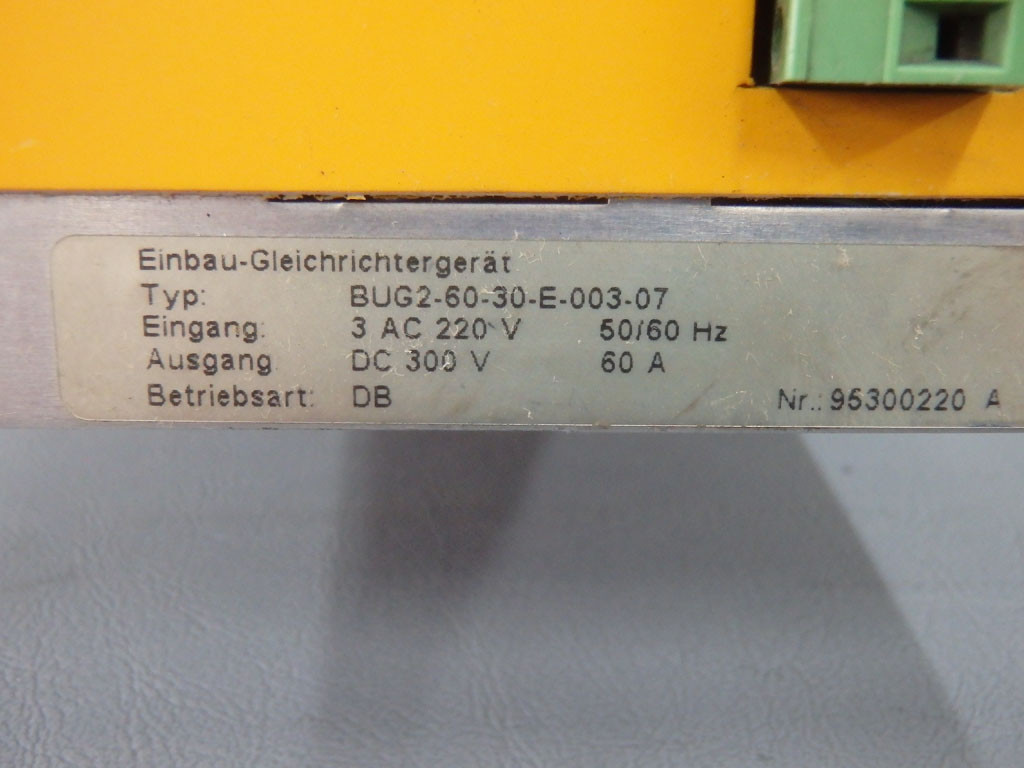 Einbau-Gleichrichtergerät
Typ: BUG2-60-30-E-003-07
Eingang: 3 AC 220 V 50/60 Hz
Ausgang DC 300 V 60 A
Betriebsart: DB Nr.: 95300220 A